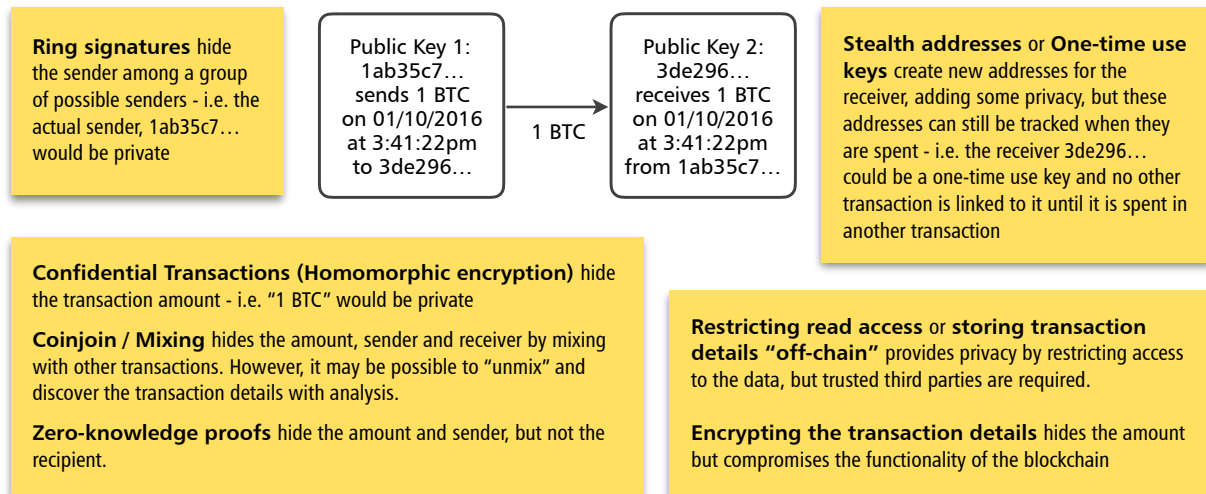 Ring signatures hide
the sender among a group
of possible senders - i.e. the
actual sender, 1ab35c7…
would be private
Public Key 1:
1ab35c7…
sends 1 BTC
on 01/10/2016
at 3:41:22pm
to 3de296…
1 BTC
Public Key 2:
3de296…
receives 1 BTC
on 01/10/2016
at 3:41:22pm
from 1ab35c7…
Stealth addresses or One-time use
keys create new addresses for the
receiver, adding some privacy, but these
addresses can still be tracked when they
are spent - i.e. the receiver 3de296…
could be a one-time use key and no other
transaction is linked to it until it is spent in
another transaction
Confidential Transactions (Homomorphic encryption) hide
the transaction amount - i.e. “1 BTC” would be private
Coinjoin / Mixing hides the amount, sender and receiver by mixing
with other transactions. However, it may be possible to “unmix” and
discover the transaction details with analysis.
Zero-knowledge proofs hide the amount and sender, but not the
recipient.
Restricting read access or storing transaction
details “off-chain” provides privacy by restricting access
to the data, but trusted third parties are required.
Encrypting the transaction details hides the amount
but compromises the functionality of the blockchain